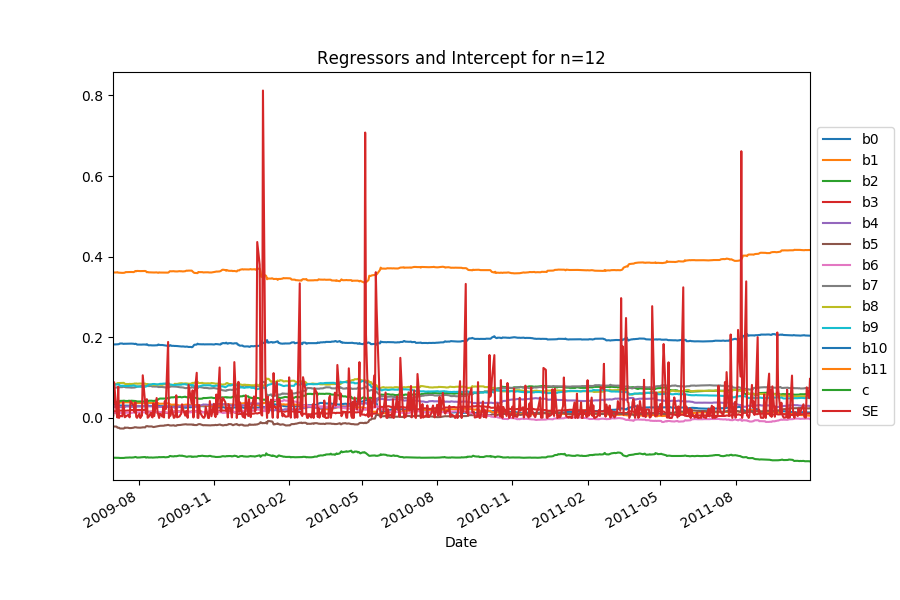 Regressors and Intercept for n=12
0.8
0.6
0.4
0.2
0.0
2009-08
2009-11
2010-02
2010-05
2010-08
2010-11
2011-02
2011-05
2011-08
Date
b0
b1
b2
b3
b4
b5
b6
b7
b8
b9
b10
b11
c
SE